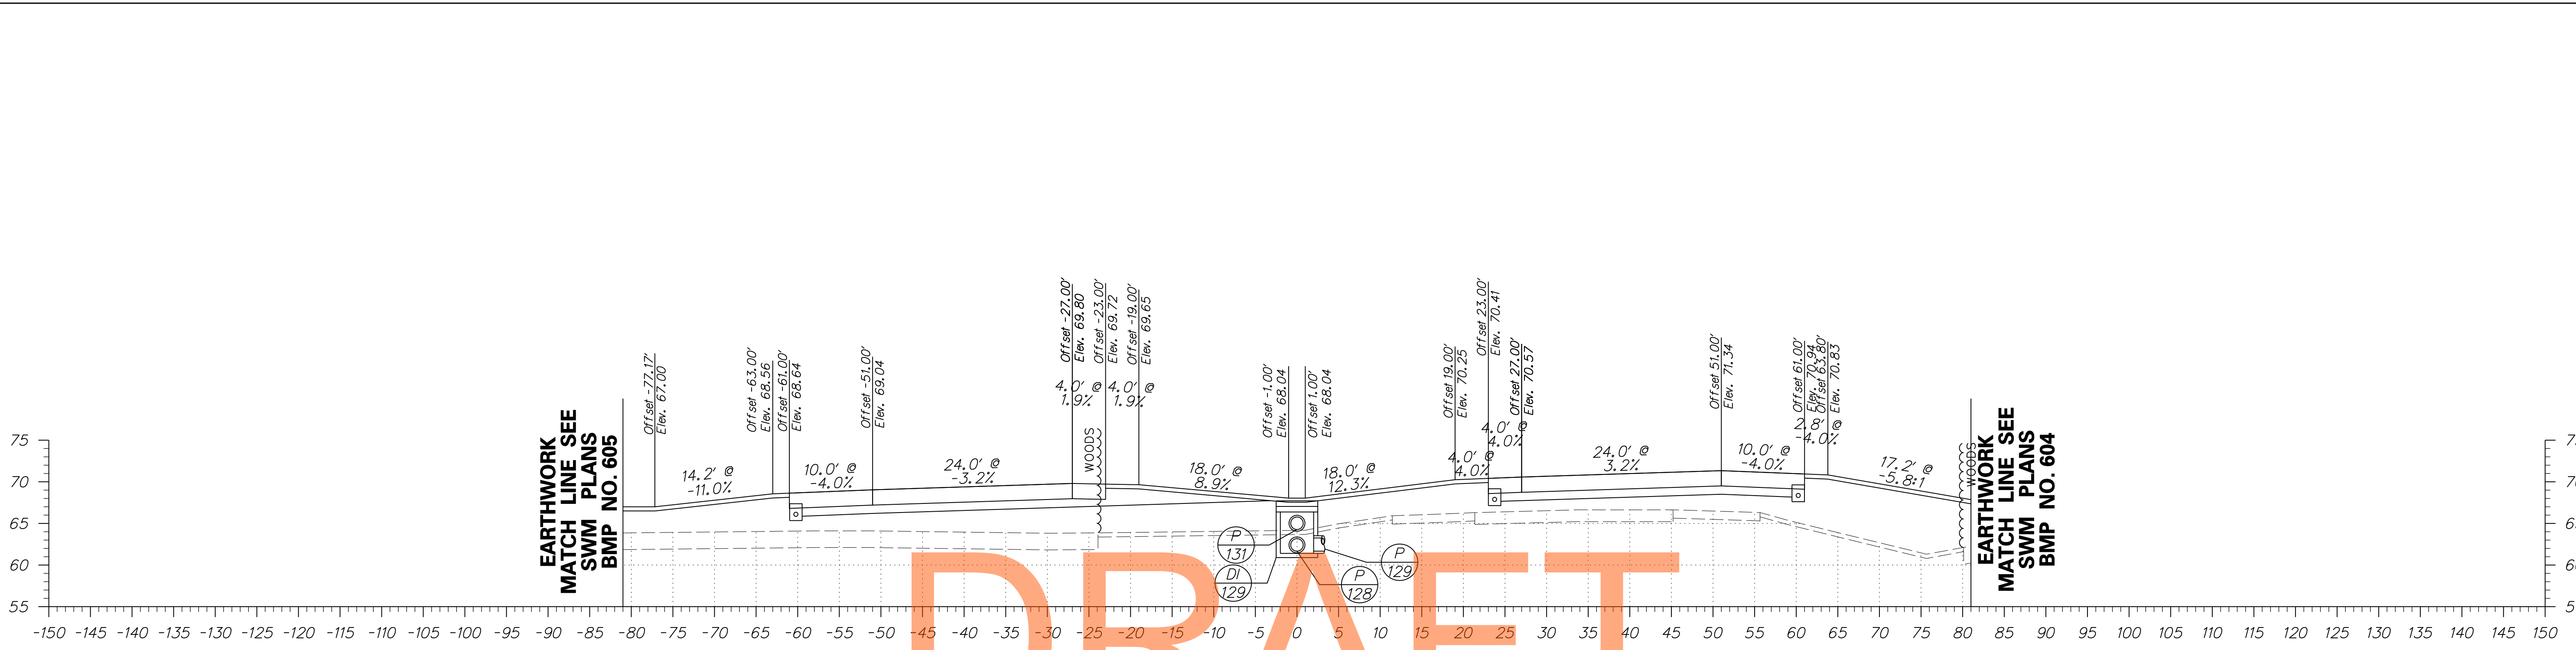 Offset -77.17'
Elev. 67.00
Offset -63.00'
Elev. 68.56
Offset -61.00'
Elev. 68.64
Offset -51.00'
Elev. 69.04
Offset -27.00'
Elev. 69.80
Offset -23.00'
Elev. 69.72
Offset -19.00'
Elev. 69.65
Offset -1.00'
Elev. 68.04
Offset 1.00'
Elev. 68.04
Offset 19.00'
Elev. 70.25
Offset 23.00'
Elev. 70.41
Offset 27.00'
Elev. 70.57
Offset 51.00'
Elev. 71.34
Offset 61.00'
Elev. 70.94
Offset 63.80'
Elev. 70.83
14.2' @
-11.0%
10.0' @
-4.0%
24.0' @
-3.2%
4.0' @
1.9%
4.0' @
1.9%
18.0' @
8.9%
18.0' @
12.3%
4.0' @
4.0%
4.0' @
4.0%
24.0' @
3.2%
10.0' @
-4.0%
2.8' @
-4.0%
17.2' @
-5.8:1
WOODS
WOODS
EARTHWORK
MATCH LINE SEE
SWM PLANS
BMP NO. 605
EARTHWORK
MATCH LINE SEE
SWM PLANS
BMP NO. 604
P
131
DI
129
P
128
P
129
DRAFT
75
70
65
60
55
-150 -145 -140 -135 -130 -125 -120 -115 -110 -105 -100 -95 -90 -85 -80 -75 -70 -65 -60 -55 -50 -45 -40 -35 -30 -25 -20 -15 -10 -5 0 5 10 15 20 25 30 35 40 45 50 55 60 65 70 75 80 85 90 95 100 105 110 115 120 125 130 135 140 145 150